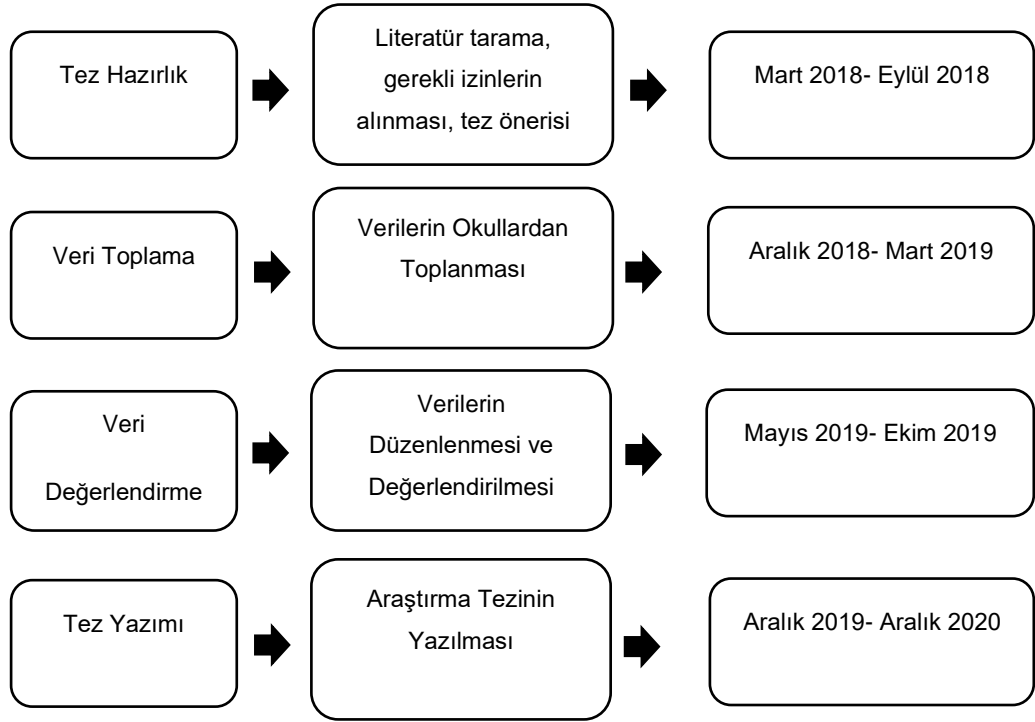 Tez Hazırlık
Literatür tarama,
gerekli izinlerin
alınması, tez önerisi
Mart 2018- Eylül 2018
Veri Toplama
Verilerin Okullardan
Toplanması
Aralık 2018- Mart 2019
Veri
Değerlendirme
Verilerin
Düzenlenmesi ve
Değerlendirilmesi
Mayıs 2019- Ekim 2019
Tez Yazımı
Araştırma Tezinin
Yazılması
Aralık 2019- Aralık 2020